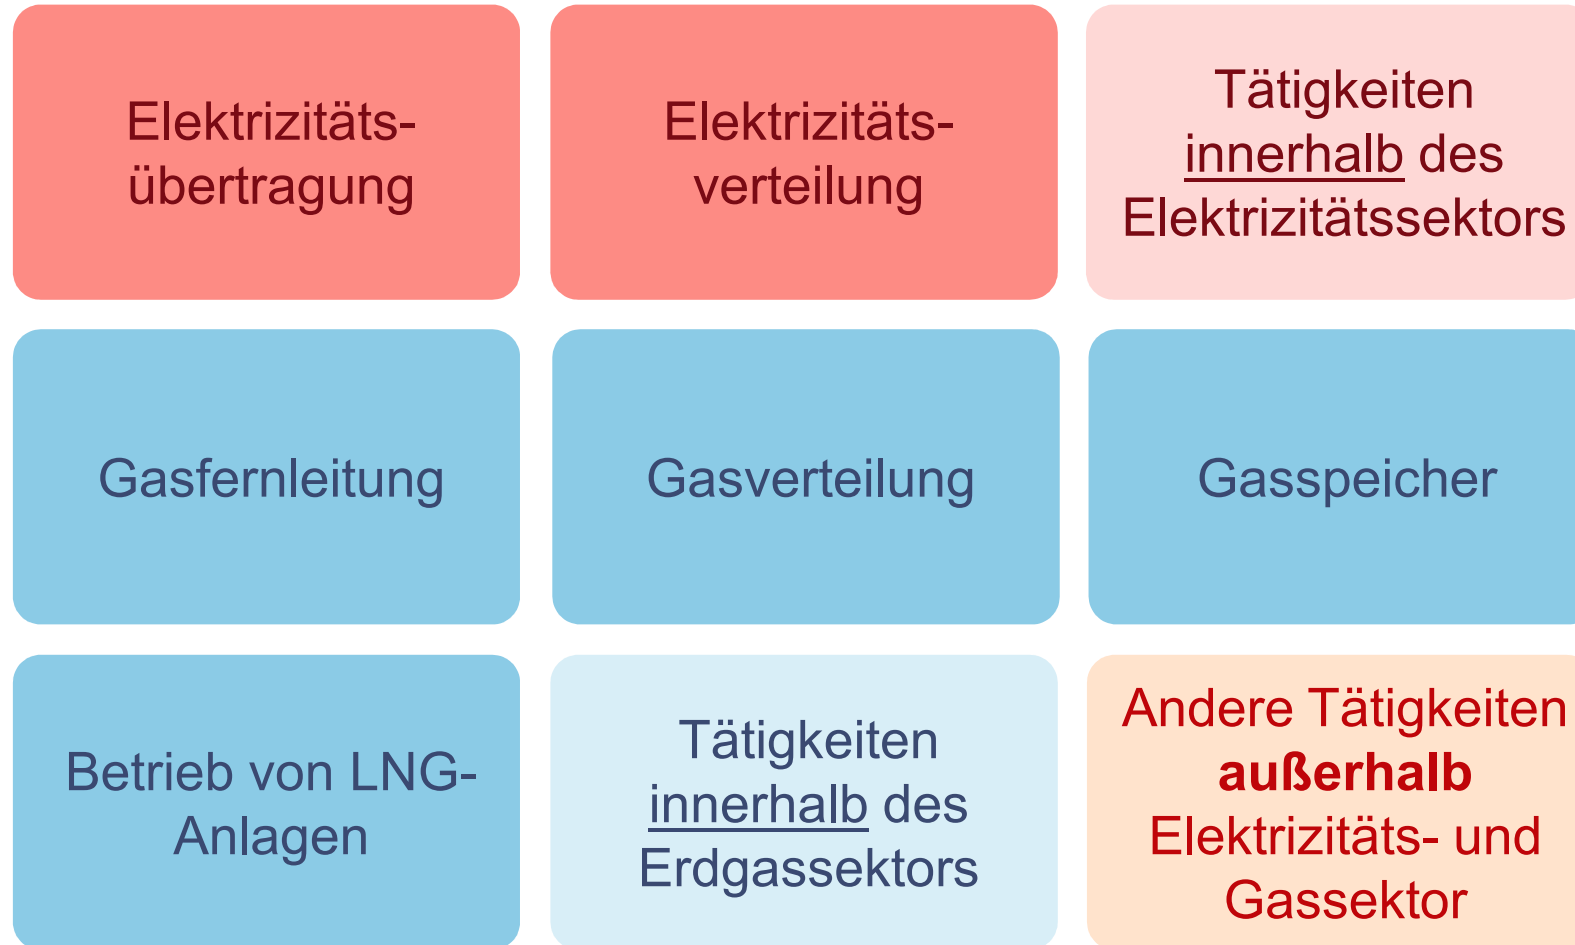 Elektrizitäts-
übertragung
Elektrizitäts-
verteilung
Tätigkeiten
innerhalb des
Elektrizitätssektors
Gasfernleitung
Gasverteilung
Gasspeicher
Betrieb von LNG-
Anlagen
Tätigkeiten
innerhalb des
Erdgassektors
Andere Tätigkeiten
außerhalb
Elektrizitäts- und
Gassektor